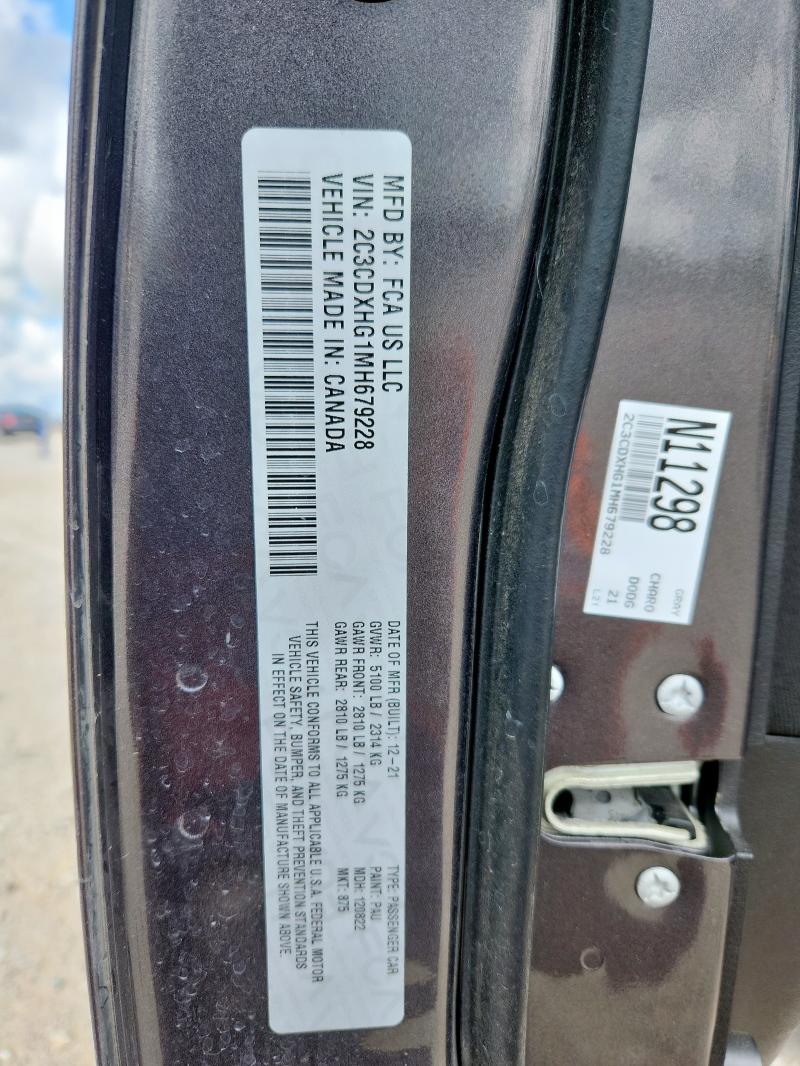 MFD BY: FCA US LLC
VIN: 2C3CDXHG1MH679228
VEHICLE MADE IN: CANADA
DATE OF MFR (BUILT): 12-21
GVWR: 5100 LB / 2314 KG
GAWR FRONT: 2810 LB / 1275 KG
GAWR REAR: 2810 LB / 1275 KG
TYPE: PASSENGER CAR
PAINT: PAU
MDH: 120822
MKT: 875
THIS VEHICLE CONFORMS TO ALL APPLICABLE U.S.A. FEDERAL MOTOR
VEHICLE SAFETY, BUMPER, AND THEFT PREVENTION STANDARDS
IN EFFECT ON THE DATE OF MANUFACTURE SHOWN ABOVE.
N11298
2C3CDXHG1MH679228
GRAY
CHARO
DODG
21
L21